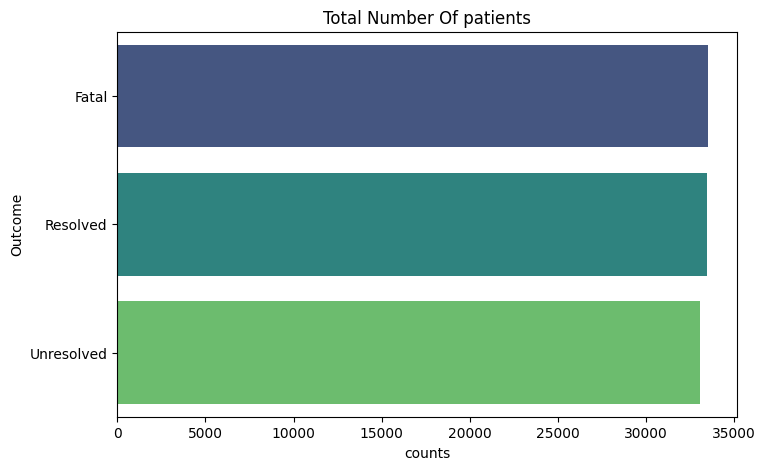 Total Number Of patients
Outcome
Fatal
Resolved
Unresolved
0 5000 10000 15000 20000 25000 30000 35000
counts